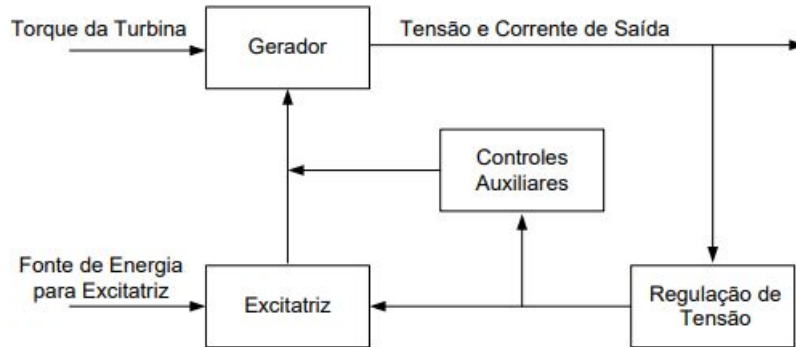 Torque da Turbina
Gerador
Tensão e Corrente de Saída
Controles
Auxiliares
Fonte de Energia
para Excitatriz
Excitatriz
Regulação de
Tensão